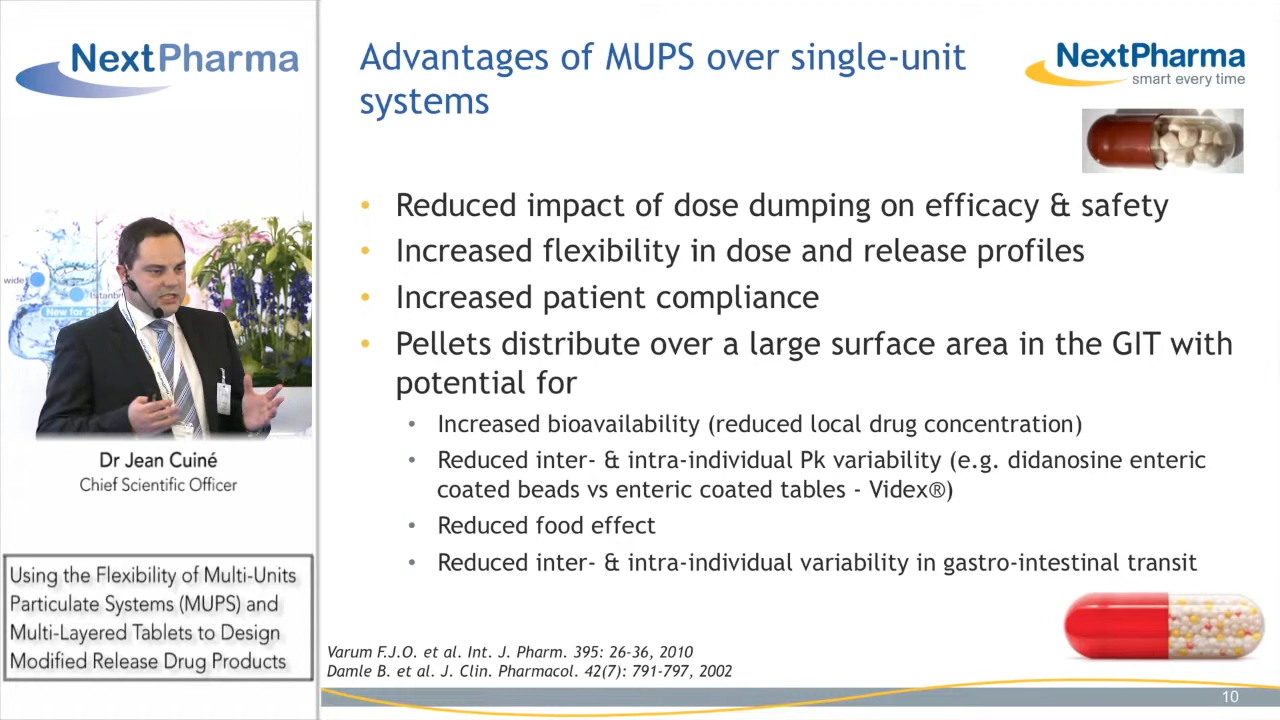 NextPharma
wide
Istanb
New for 20
Dr Jean Cuiné
Chief Scientific Officer
Using the Flexibility of Multi-Units
Particulate Systems (MUPS) and
Multi-Layered Tablets to Design
Modified Release Drug Products
Advantages of MUPS over single-unit
systems
NextPharma
smart every time
• Reduced impact of dose dumping on efficacy & safety
• Increased flexibility in dose and release profiles
• Increased patient compliance
• Pellets distribute over a large surface area in the GIT with
potential for
• Increased bioavailability (reduced local drug concentration)
• Reduced inter- & intra-individual Pk variability (e.g. didanosine enteric
coated beads vs enteric coated tables - Videx®)
• Reduced food effect
• Reduced inter- & intra-individual variability in gastro-intestinal transit
Varum F.J.O. et al. Int. J. Pharm. 395: 26-36, 2010
Damle B. et al. J. Clin. Pharmacol. 42(7): 791-797, 2002
10